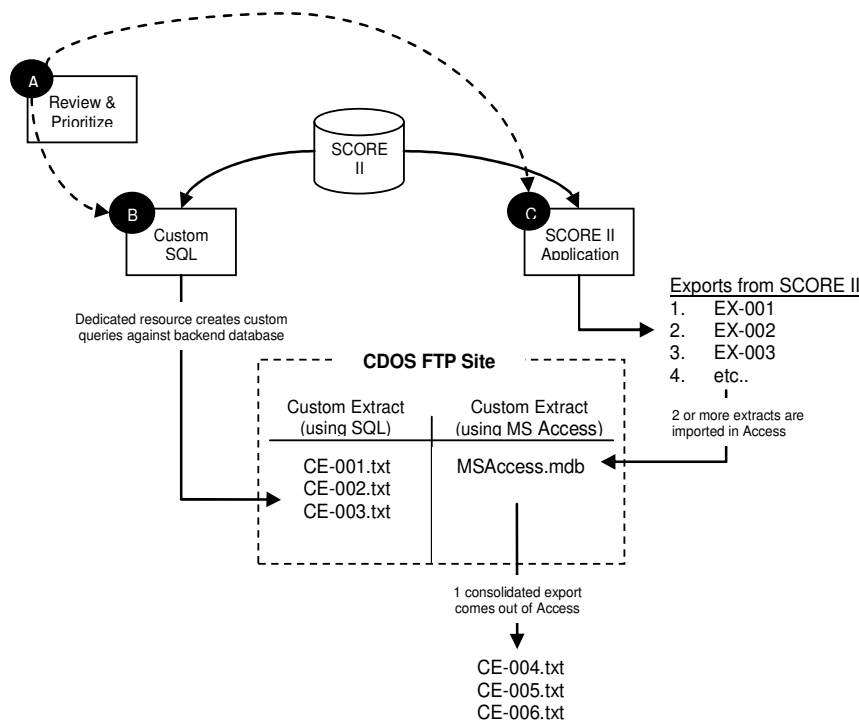 A
Review &
Prioritize
SCORE
II
B
Custom
SQL
C
SCORE II
Application
Dedicated resource creates custom
queries against backend database
Exports from SCORE II
1. EX-001
2. EX-002
3. EX-003
4. etc..
2 or more extracts are
imported in Access
CDOS FTP Site
Custom Extract
(using SQL)
CE-001.txt
CE-002.txt
CE-003.txt
Custom Extract
(using MS Access)
MSAccess.mdb
1 consolidated export
comes out of Access
CE-004.txt
CE-005.txt
CE-006.txt